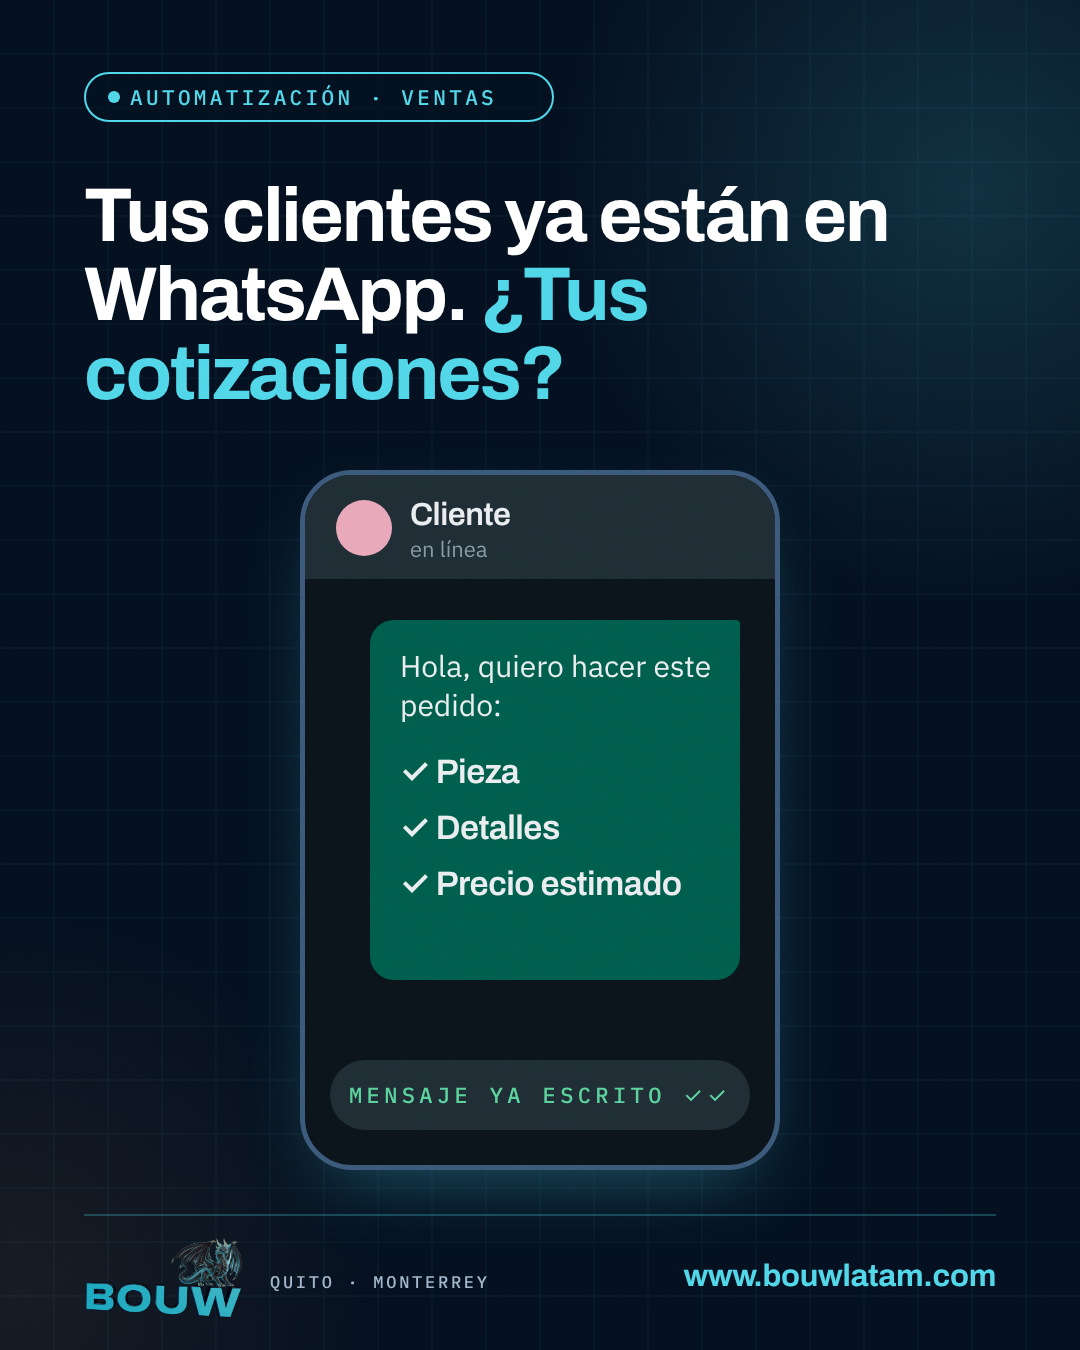 AUTOMATIZACIÓN · VENTAS
Tus clientes ya están en
WhatsApp. ¿Tus
cotizaciones?
Cliente
en línea
Hola, quiero hacer este
pedido:
✓ Pieza
✓ Detalles
✓ Precio estimado
MENSAJE YA ESCRITO ✓✓
BOUW
QUITO · MONTERREY
www.bouwlatam.com